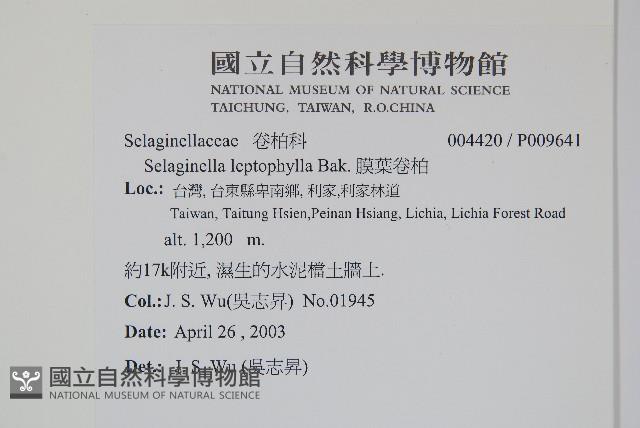 國立自然科學博物館
NATIONAL MUSEUM OF NATURAL SCIENCE
TAICHUNG, TAIWAN, R.O.CHINA
Selaginellaceae 卷柏科 004420 / P009641
Selaginella leptophylla Bak. 膜葉卷柏
Loc.: 台灣, 台東縣卑南鄉, 利家,利家林道
Taiwan, Taitung Hsien,Peinan Hsiang, Lichia, Lichia Forest Road
alt. 1,200 m.
約17k附近, 濕生的水泥檔土牆上.
Col.:J. S. Wu(吳志昇) No.01945
Date: April 26 , 2003
Det.: J. S. Wu (吳志昇)
國立自然科學博物館
NATIONAL MUSEUM OF NATURAL SCIENCE